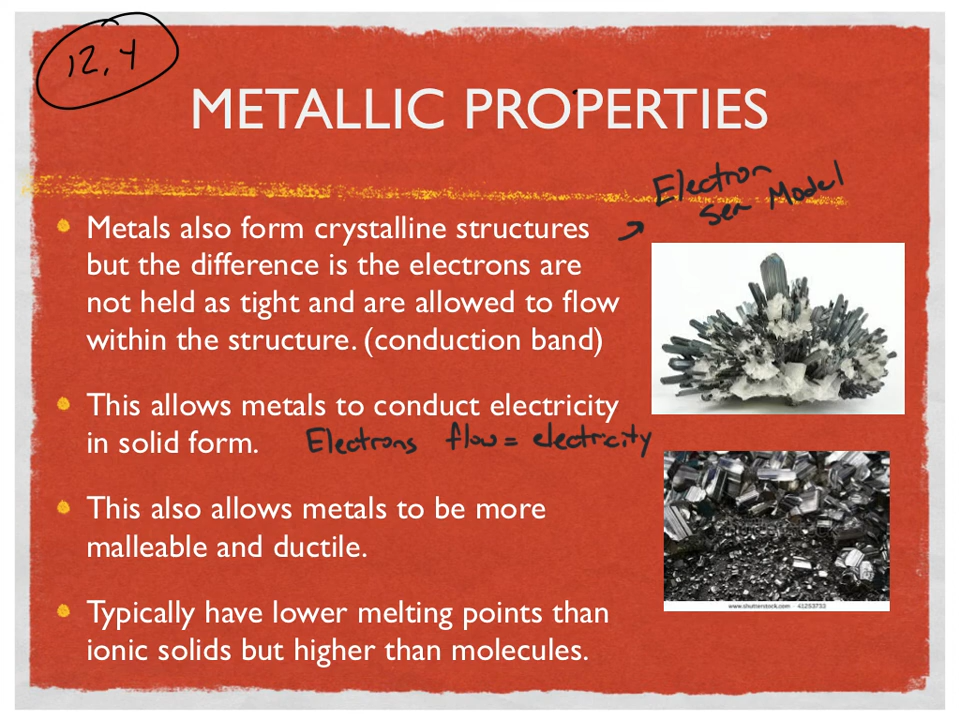 12.4
METALLIC PROPERTIES
Electron
Sea Model
Metals also form crystalline structures
but the difference is the electrons are
not held as tight and are allowed to flow
within the structure. (conduction band)
This allows metals to conduct electricity
in solid form.
Electrons flow = electricity
This also allows metals to be more
malleable and ductile.
Typically have lower melting points than
ionic solids but higher than molecules.
www.shutterstock.com · 41253733